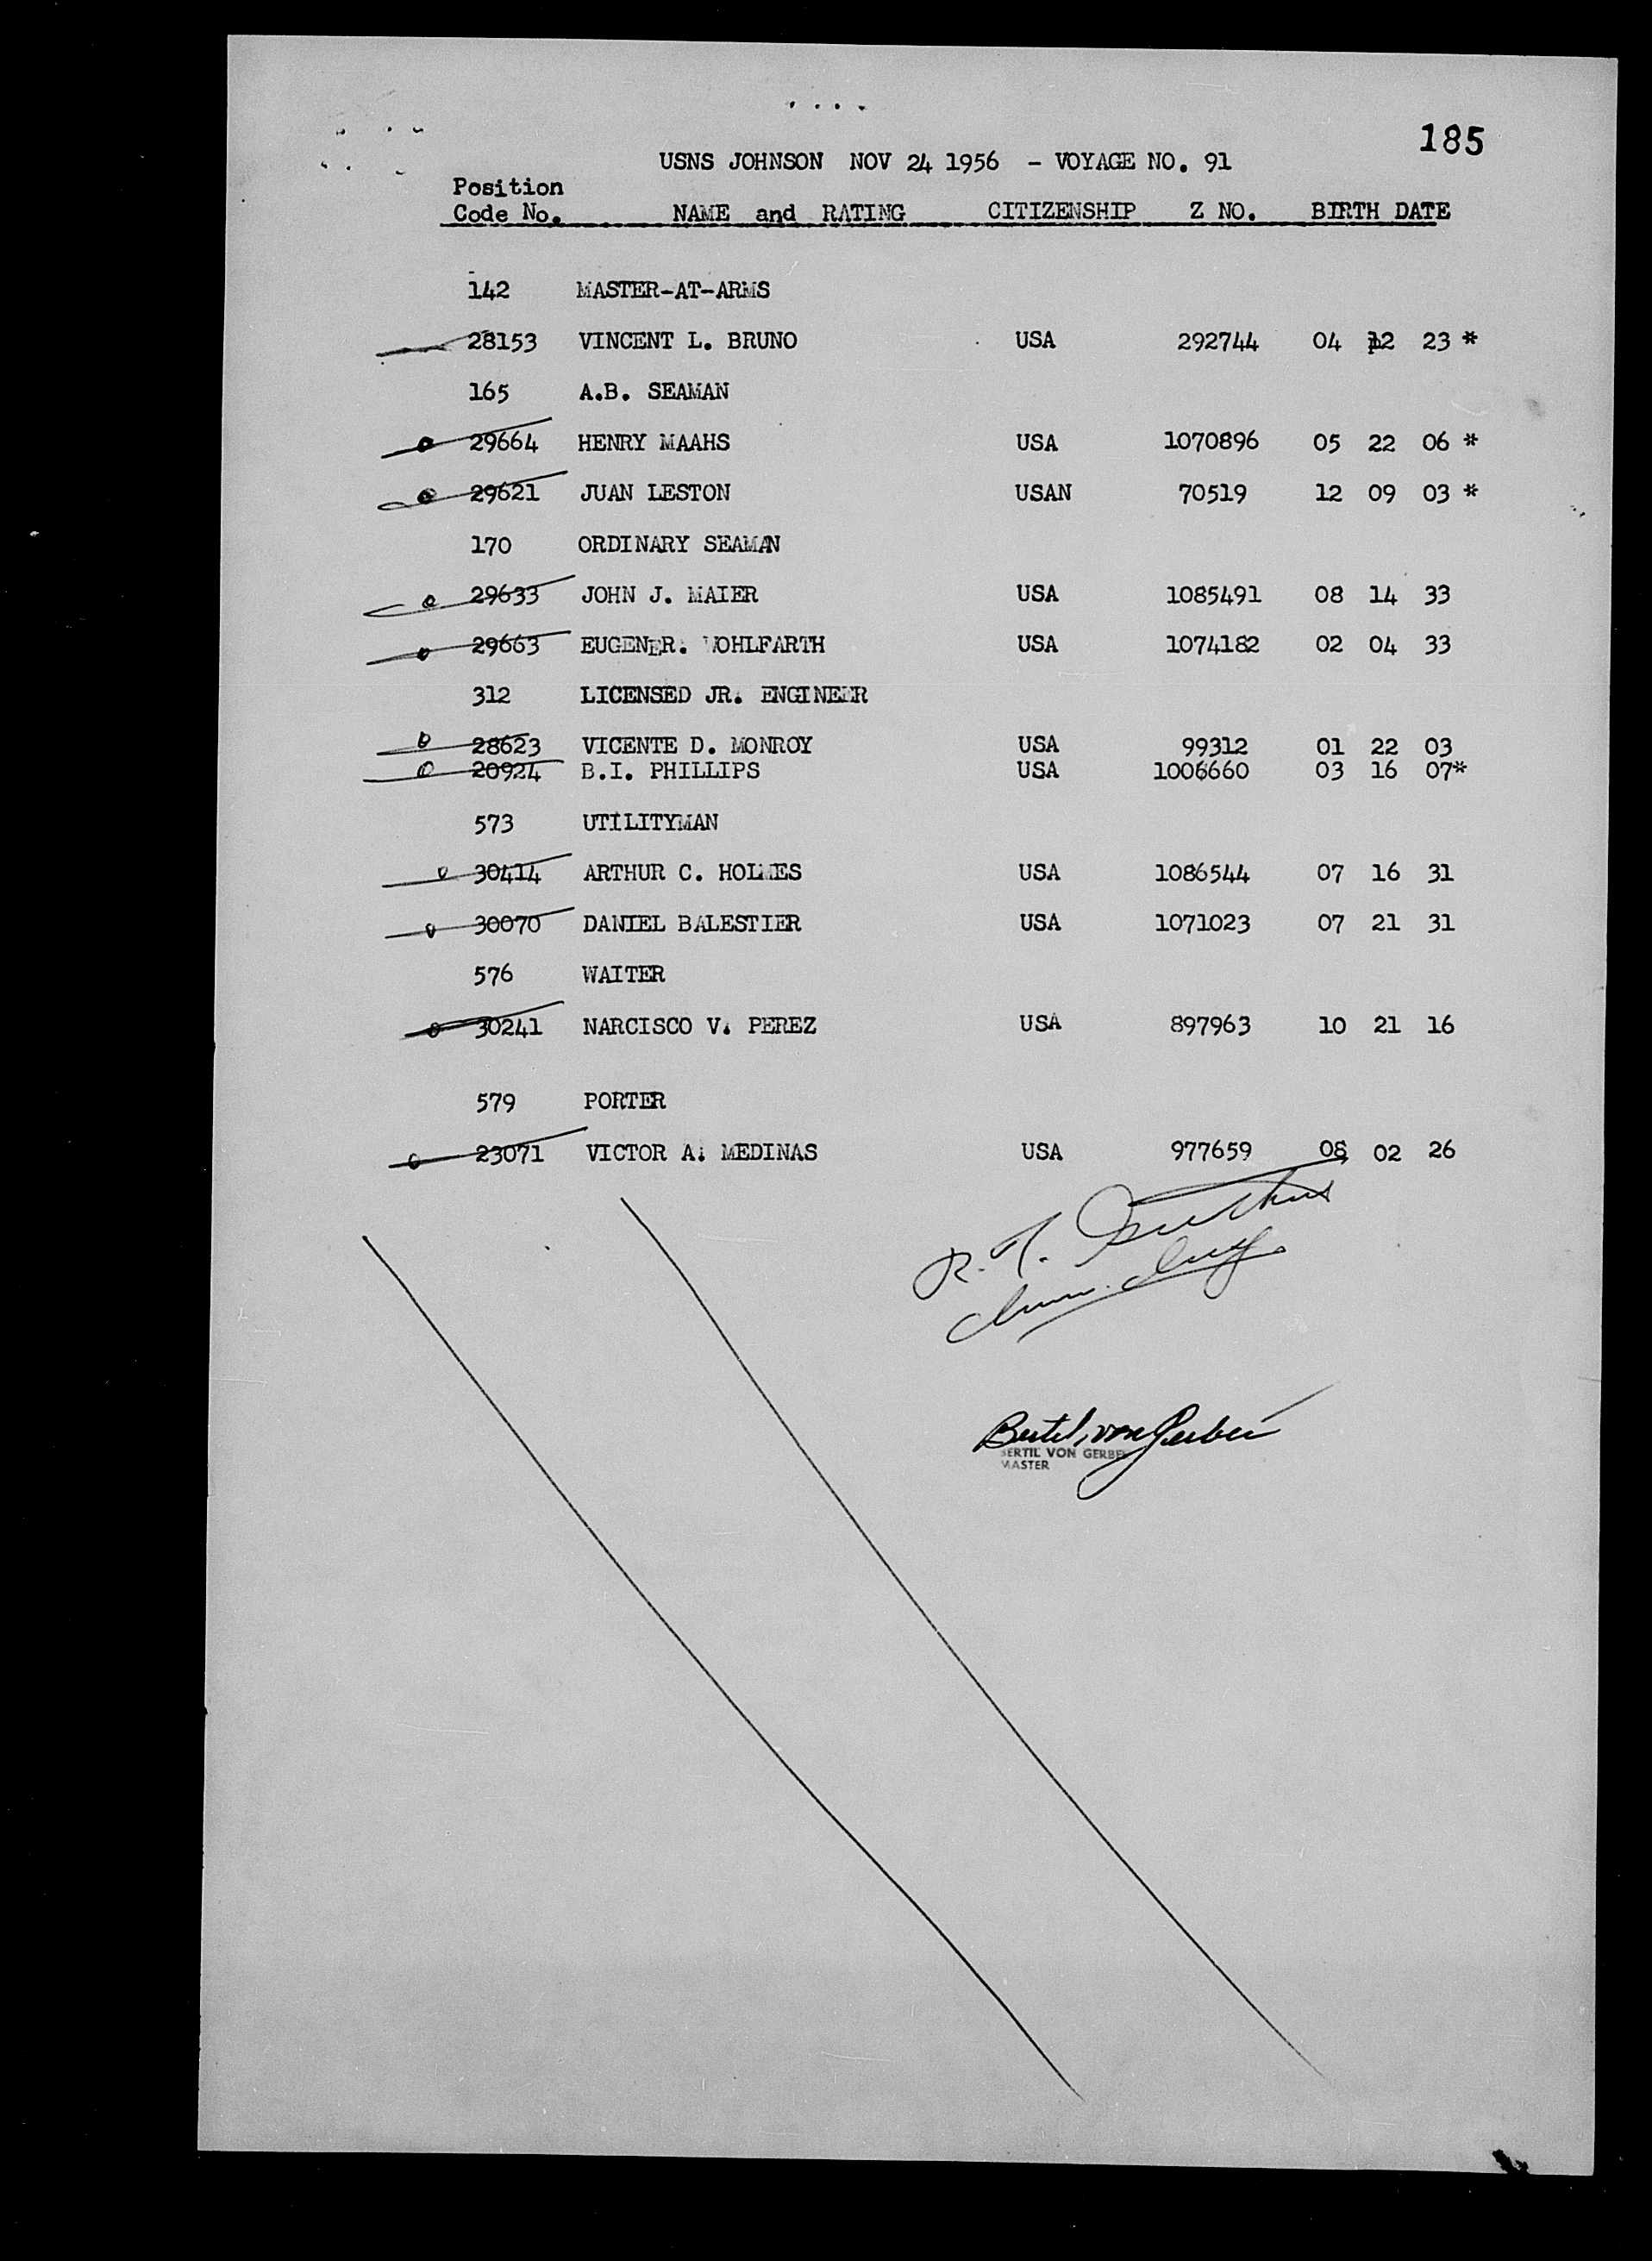 185
USNS JOHNSON NOV 24 1956 - VOYAGE NO. 91
Position
Code No. NAME and RATING CITIZENSHIP Z NO. BIRTH DATE
142 MASTER-AT-ARMS
28153 VINCENT L. BRUNO USA 292744 04 12 23 *
165 A.B. SEAMAN
29664 HENRY MAAHS USA 1070896 05 22 06 *
29621 JUAN LESTON USAN 70519 12 09 03 *
170 ORDINARY SEAMAN
29633 JOHN J. MAIER USA 1085491 08 14 33
29663 EUGENER. WOHLFARTH USA 1074182 02 04 33
312 LICENSED JR. ENGINEER
28623 VICENTE D. MONROY USA 99312 01 22 03
20924 B.I. PHILLIPS USA 1006660 03 16 07*
573 UTILITYMAN
30414 ARTHUR C. HOLMES USA 1086544 07 16 31
30070 DANIEL BALESTIER USA 1071023 07 21 31
576 WAITER
30241 NARCISCO V. PEREZ USA 897963 10 21 16
579 PORTER
23071 VICTOR A. MEDINAS USA 977659 08 02 26
Bertil von Gerber
BERTIL VON GERBER
MASTER